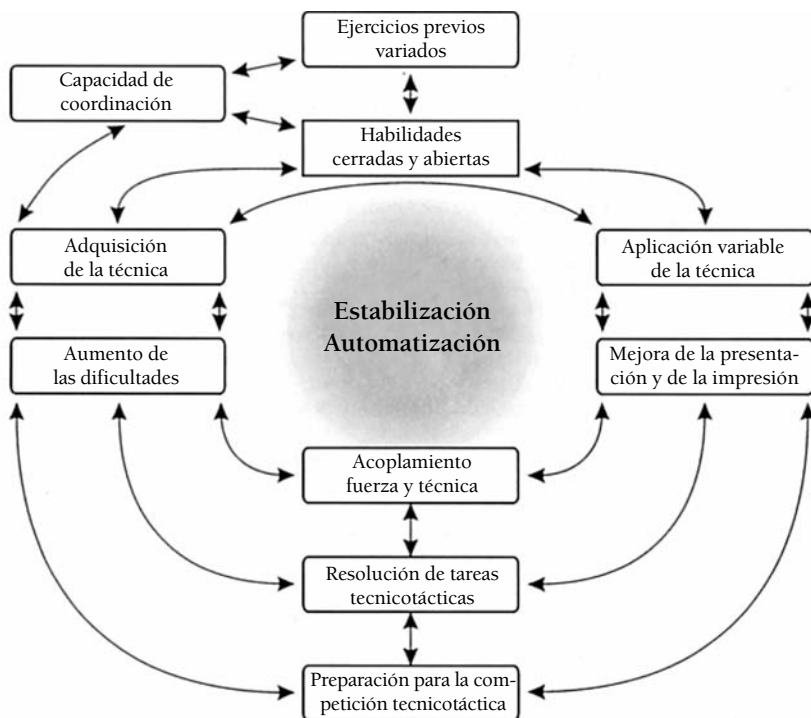 Ejercicios previos
variados
Capacidad de
coordinación
Habilidades
cerradas y abiertas
Adquisición
de la técnica
Aplicación variable
de la técnica
Estabilización
Automatización
Aumento de
las dificultades
Mejora de la presenta-
ción y de la impresión
Acoplamiento
fuerza y técnica
Resolución de tareas
tecnicotácticas
Preparación para la com-
petición tecnicotáctica